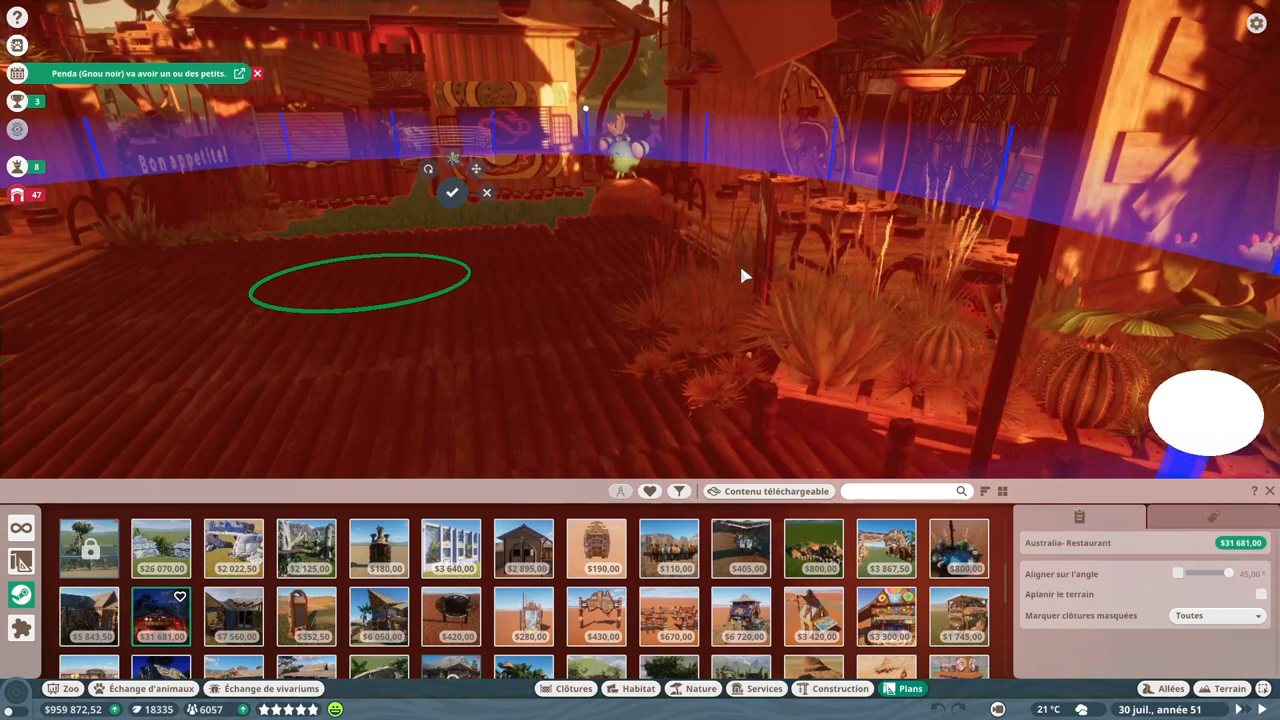 ?
Penda (Gnou noir) va avoir un ou des petits.
3
8
47
Bon appetite!
Contenu téléchargeable
?
$26 070,00
$2 022,50
$2 125,00
$180,00
$3 640,00
$2 895,00
$190,00
$110,00
$405,00
$800,00
$3 867,50
$800,00
$5 843,50
$31 681,00
$7 560,00
$352,50
$6 050,00
$420,00
$280,00
$430,00
$670,00
$6 720,00
$3 420,00
$3 300,00
$1 745,00
Australia- Restaurant
$31 681,00
Aligner sur l'angle
45,00°
Aplanir le terrain
Marquer clôtures masquées
Toutes
Zoo
Échange d'animaux
Échange de vivariums
Clôtures
Habitat
Nature
Services
Construction
Plans
Allées
Terrain
$959 872,52
18335
6057
21 °C
30 juil., année 51